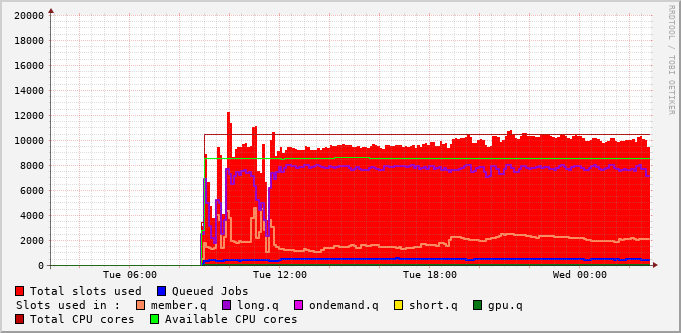 20000
18000
16000
14000
12000
10000
8000
6000
4000
2000
0
Tue 06:00 Tue 12:00 Tue 18:00 Wed 00:00
Total slots used Queued Jobs
Slots used in : member.q long.q ondemand.q short.q gpu.q
Total CPU cores Available CPU cores
RRDTOOL / TOBI OETIKER